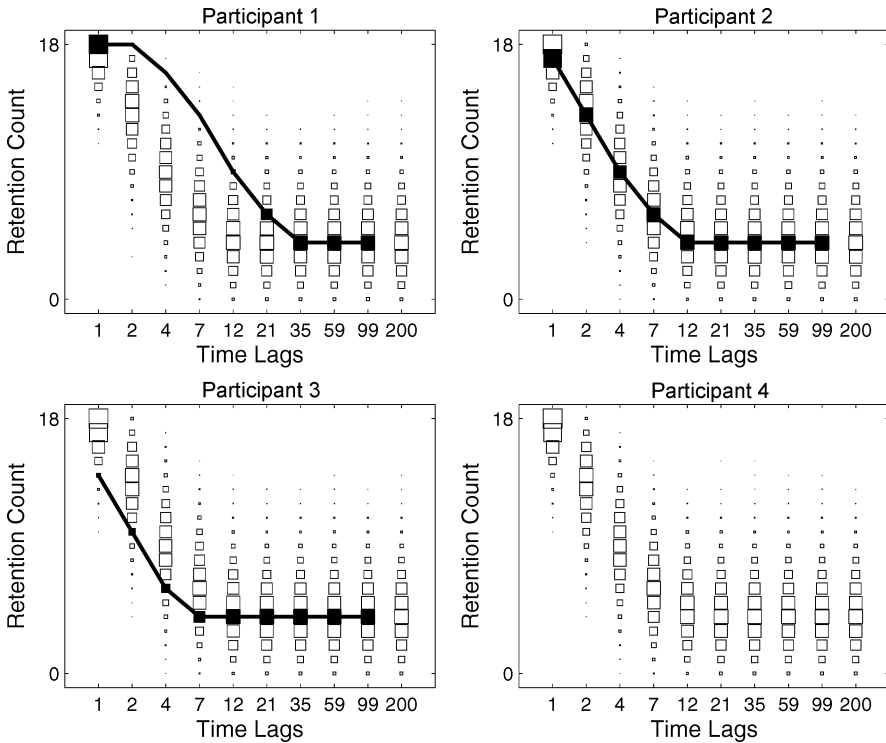 Participant 1
Retention Count
18
0
1 2 4 7 12 21 35 59 99 200
Time Lags
Participant 2
Retention Count
18
0
1 2 4 7 12 21 35 59 99 200
Time Lags
Participant 3
Retention Count
18
0
1 2 4 7 12 21 35 59 99 200
Time Lags
Participant 4
Retention Count
18
0
1 2 4 7 12 21 35 59 99 200
Time Lags